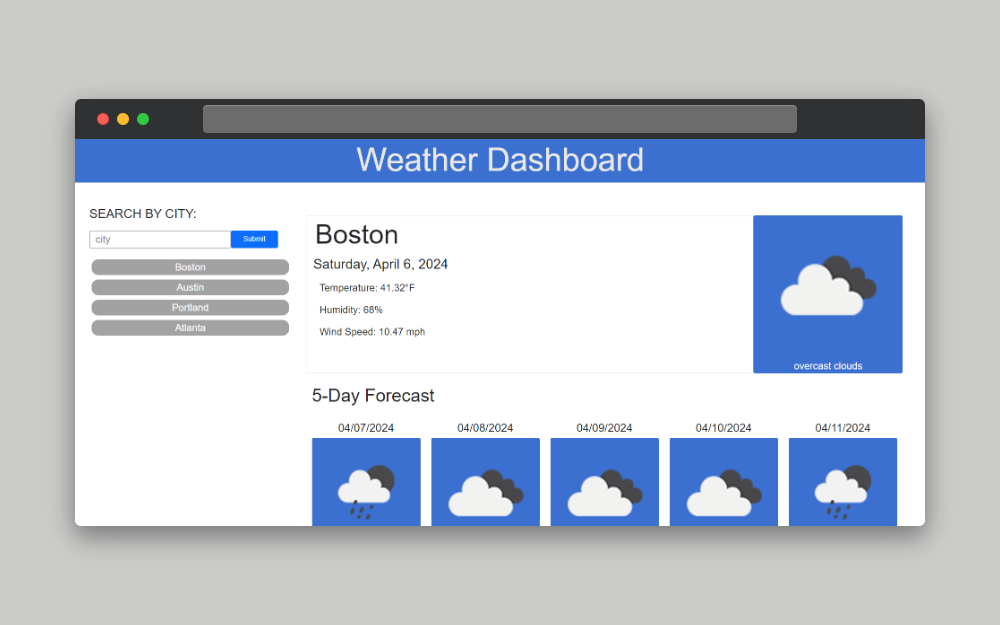 Weather Dashboard
SEARCH BY CITY:
city
Submit
Boston
Austin
Portland
Atlanta
Boston
Saturday, April 6, 2024
Temperature: 41.32°F
Humidity: 68%
Wind Speed: 10.47 mph
overcast clouds
5-Day Forecast
04/07/2024 04/08/2024 04/09/2024 04/10/2024 04/11/2024